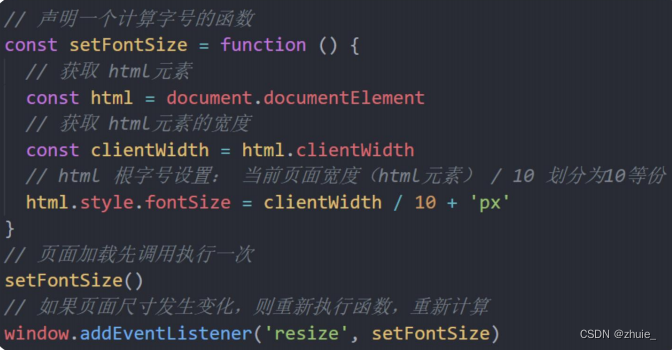 // 声明一个计算字号的函数
const setFontSize = function () {
  // 获取 html元素
  const html = document.documentElement
  // 获取 html元素的宽度
  const clientWidth = html.clientWidth
  // html 根字号设置： 当前页面宽度（html元素）/ 10 划分为10等份
  html.style.fontSize = clientWidth / 10 + 'px'
}
// 页面加载先调用执行一次
setFontSize()
// 如果页面尺寸发生变化，则重新执行函数，重新计算
window.addEventListener('resize', setFontSize)
CSDN @zhuie_